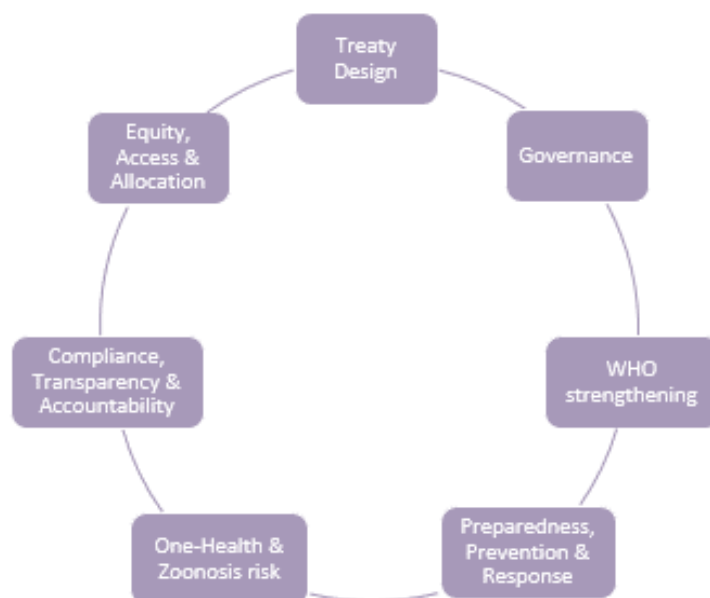 Treaty
Design
Governance
WHO
strengthening
Preparedness,
Prevention &
Response
One-Health &
Zoonosis risk
Compliance,
Transparency &
Accountability
Equity,
Access &
Allocation